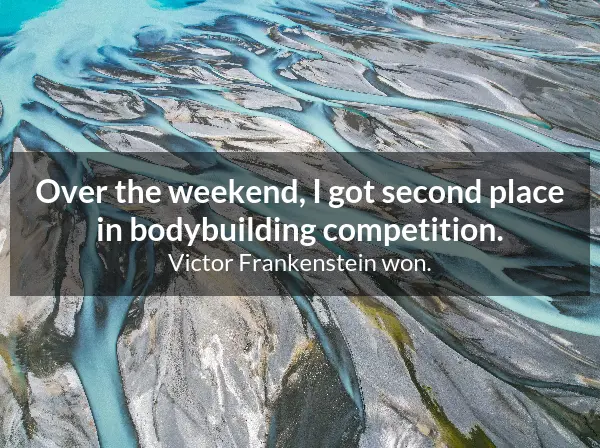 Over the weekend, I got second place
in bodybuilding competition.
Victor Frankenstein won.